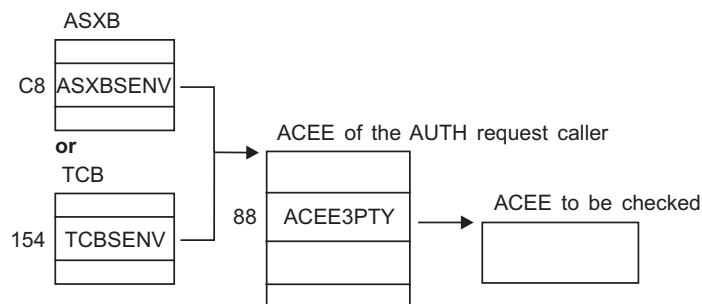 ASXB
C8 ASXBSENV
or
TCB
154 TCBSENV
ACEE of the AUTH request caller
88 ACEE3PTY
ACEE to be checked